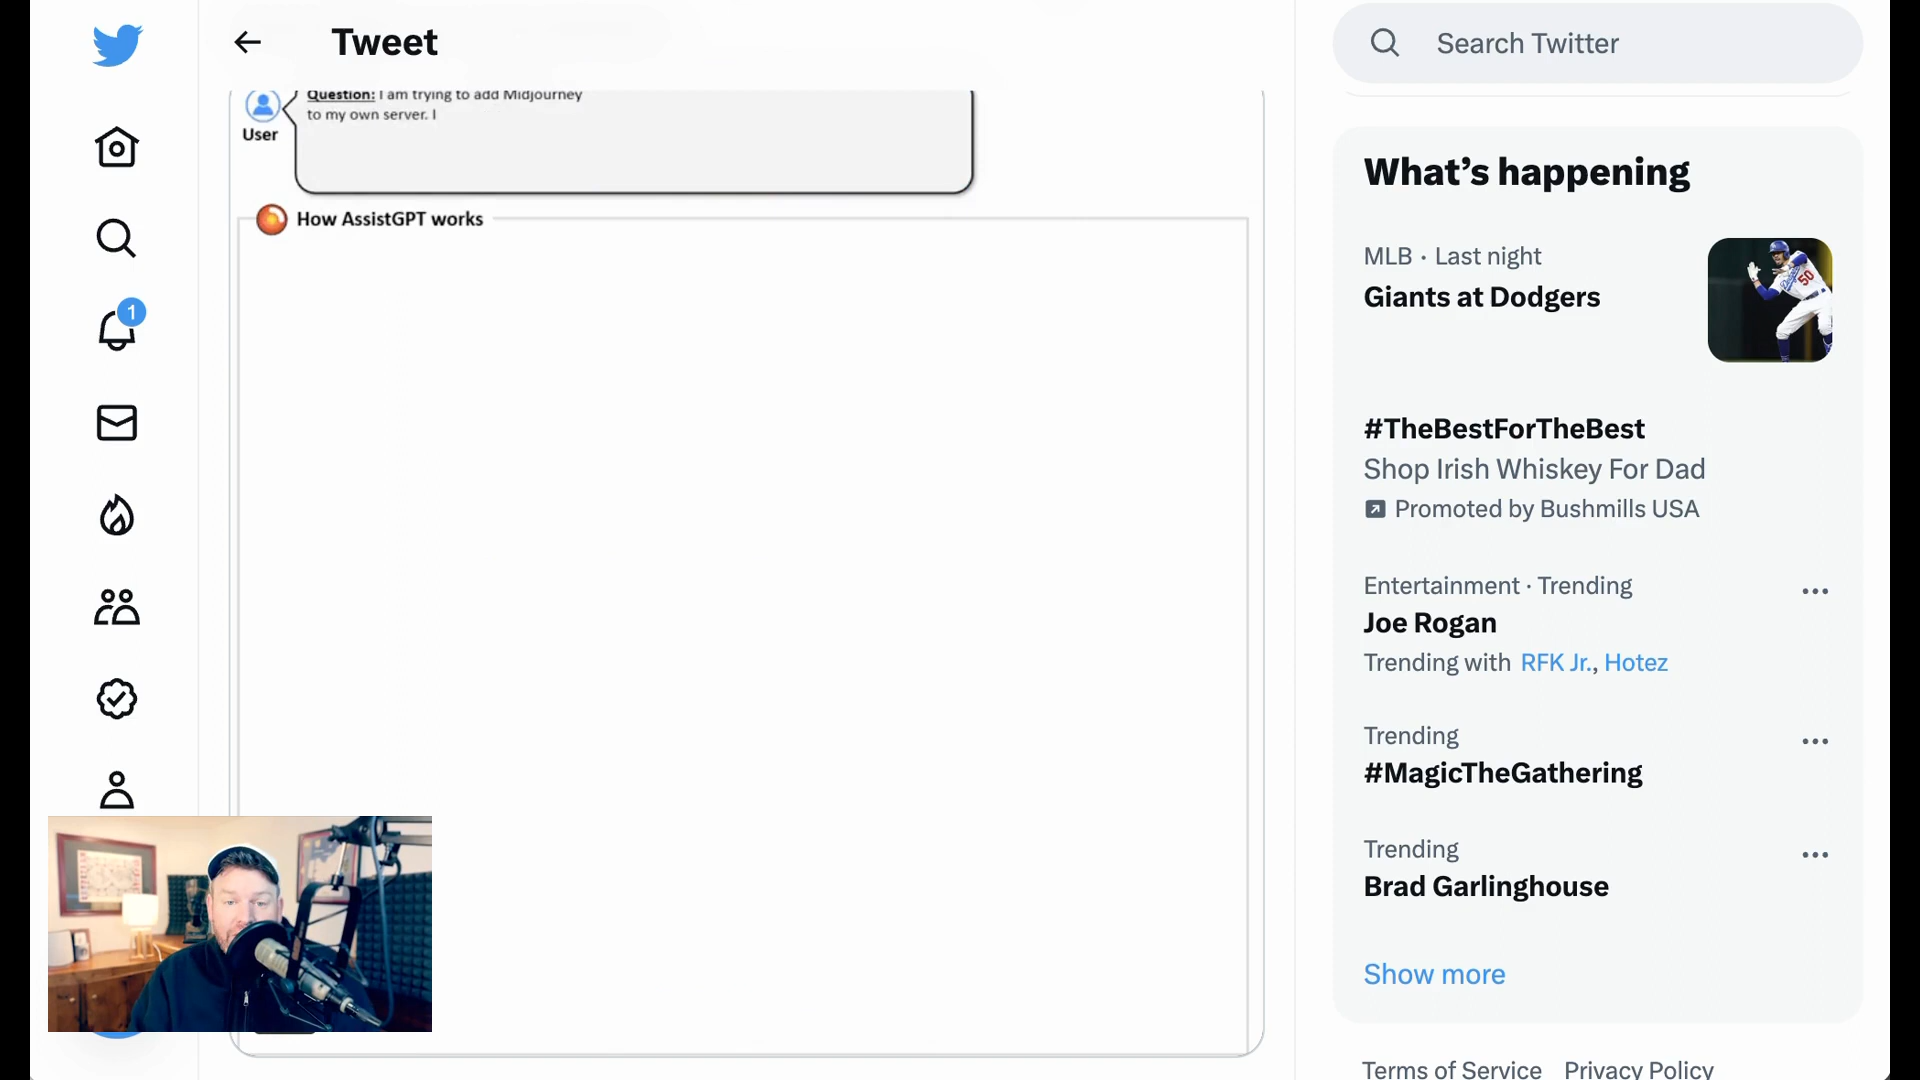 Tweet
Search Twitter
Question: I am trying to add Midjourney
to my own server. I
User
How AssistGPT works
1
What’s happening
MLB · Last night
Giants at Dodgers
50
#TheBestForTheBest
Shop Irish Whiskey For Dad
Promoted by Bushmills USA
Entertainment · Trending
Joe Rogan
Trending with RFK Jr., Hotez
Trending
#MagicTheGathering
Trending
Brad Garlinghouse
Show more
Terms of Service Privacy Policy